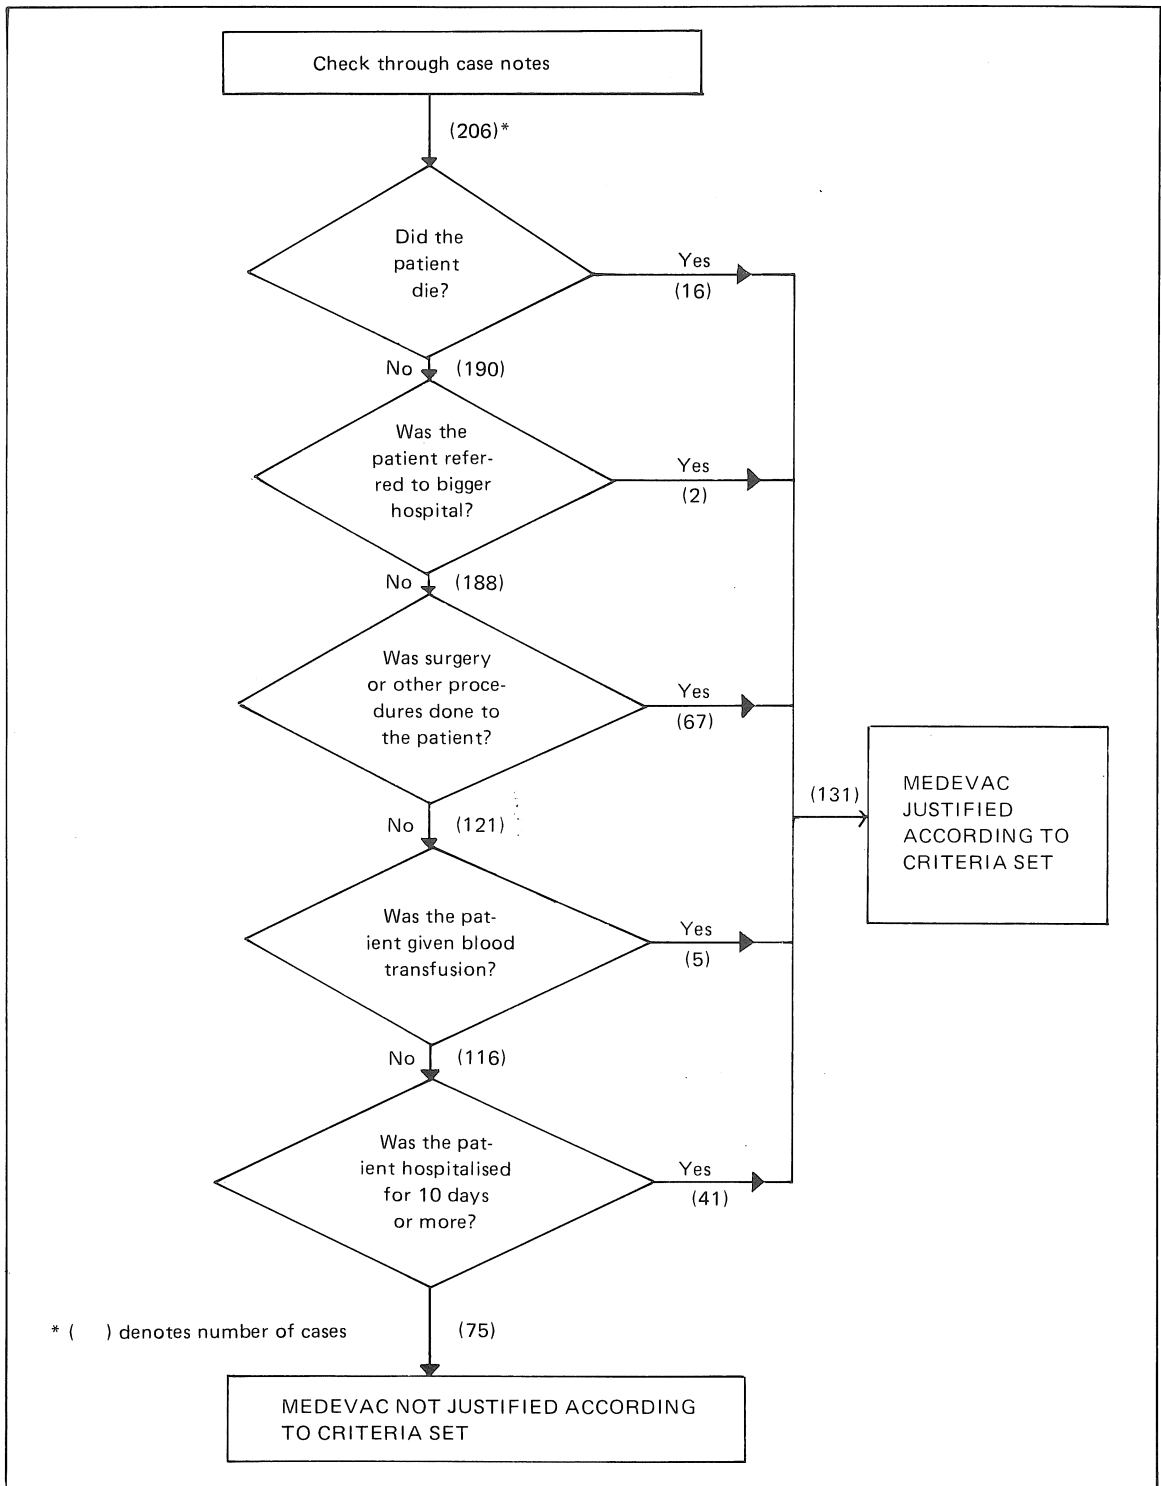 Check through case notes
(206)*
Did the
patient
die?
Yes
(16)
No (190)
Was the
patient refer-
red to bigger
hospital?
Yes
(2)
No (188)
Was surgery
or other proce-
dures done to
the patient?
Yes
(67)
(131)
MEDEVAC
JUSTIFIED
ACCORDING TO
CRITERIA SET
No (121)
Was the pat-
ient given blood
transfusion?
Yes
(5)
No (116)
Was the pat-
ient hospitalised
for 10 days
or more?
Yes
(41)
* ( ) denotes number of cases
(75)
MEDEVAC NOT JUSTIFIED ACCORDING
TO CRITERIA SET